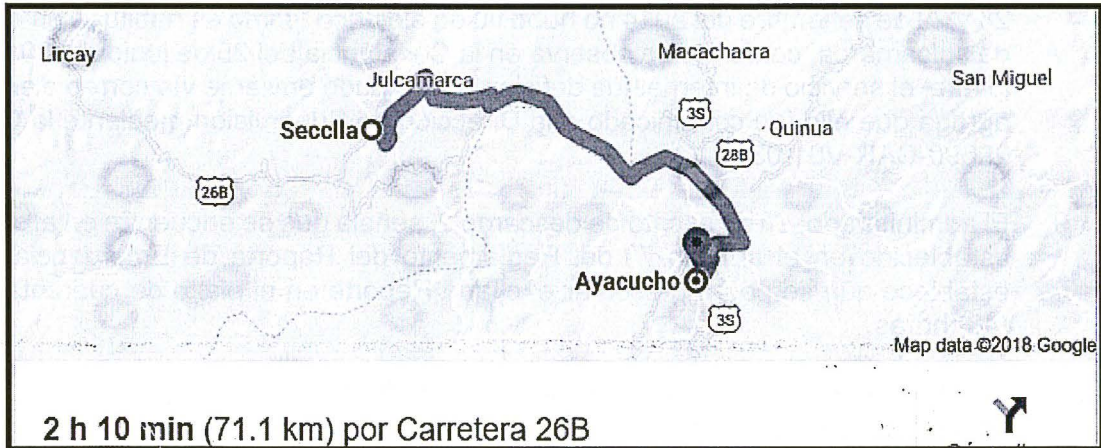 Lircay
Macachacra
Julcamarca
San Miguel
3S
Secclla
Quinua
28B
26B
Ayacucho
3S
Map data ©2018 Google
2 h 10 min (71.1 km) por Carretera 26B